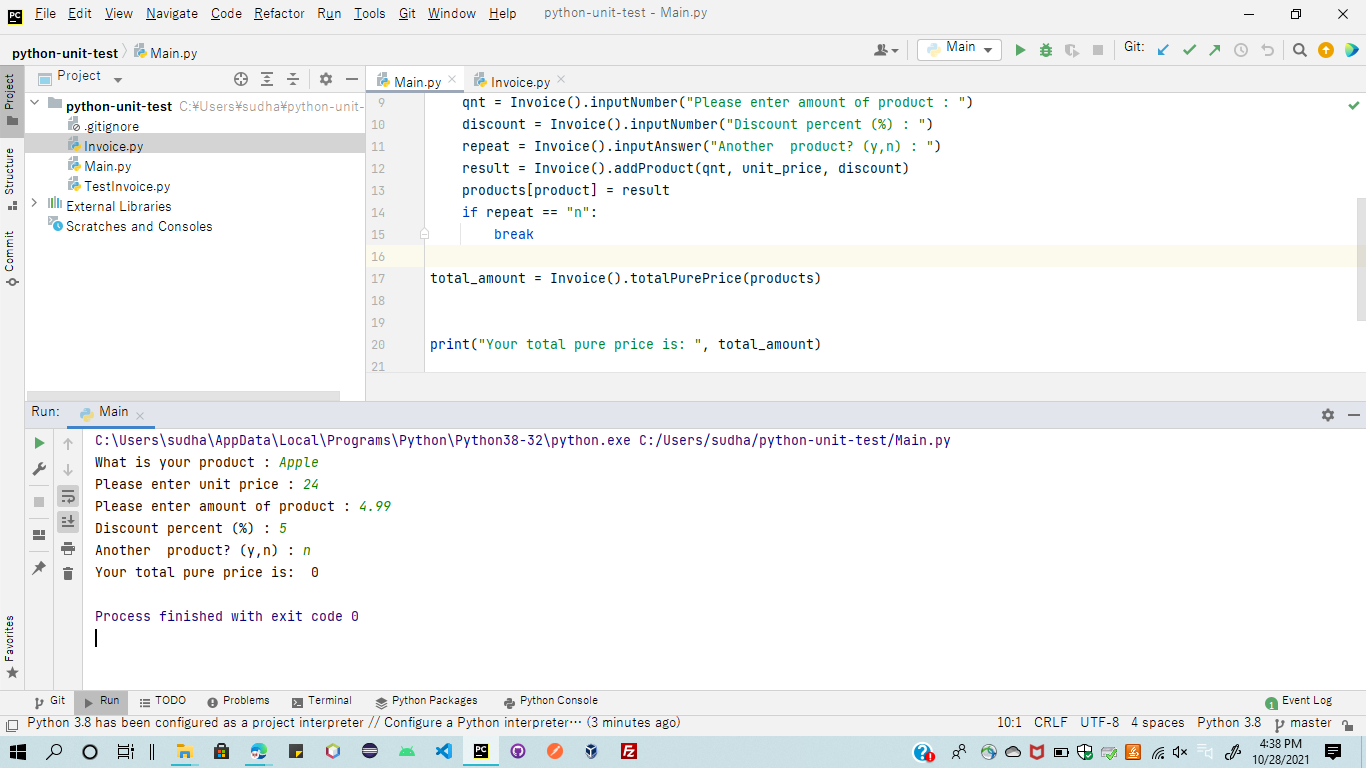 PC File Edit View Navigate Code Refactor Run Tools Git Window Help python-unit-test - Main.py
python-unit-test Main.py Main Git:
Project
Main.py Invoice.py
python-unit-test C:¥Users¥sudha¥python-unit-
.gitignore
Invoice.py
Main.py
TestInvoice.py
External Libraries
Scratches and Consoles
Project
Structure
Commit
Favorites
9 qnt = Invoice().inputNumber("Please enter amount of product : ")
10 discount = Invoice().inputNumber("Discount percent (%) : ")
11 repeat = Invoice().inputAnswer("Another  product? (y,n) : ")
12 result = Invoice().addProduct(qnt, unit_price, discount)
13 products[product] = result
14 if repeat == "n":
15 break
16
17 total_amount = Invoice().totalPurePrice(products)
18
19
20 print("Your total pure price is: ", total_amount)
21
Run: Main
C:\Users\sudha\AppData\Local\Programs\Python\Python38-32\python.exe C:/Users/sudha/python-unit-test/Main.py
What is your product : Apple
Please enter unit price : 24
Please enter amount of product : 4.99
Discount percent (%) : 5
Another  product? (y,n) : n
Your total pure price is:  0
Process finished with exit code 0
Git Run TODO Problems Terminal Python Packages Python Console 1 Event Log
Python 3.8 has been configured as a project interpreter // Configure a Python interpreter··· (3 minutes ago) 10:1 CRLF UTF-8 4 spaces Python 3.8 master
PC FZ 4:38 PM
10/28/2021